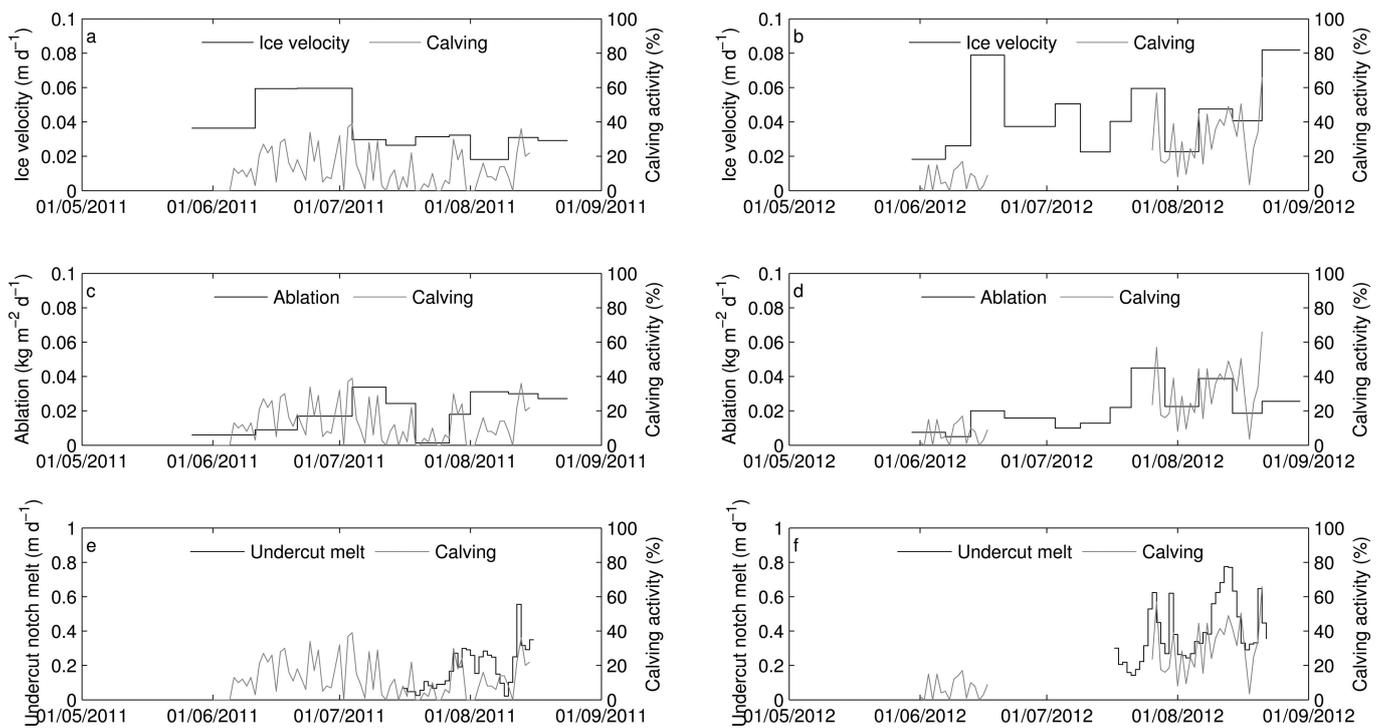 a
Ice velocity Calving
Ice velocity (m d−1)
0.1
0.08
0.06
0.04
0.02
0
100
80
60
40
20
0
Calving activity (%)
01/05/2011 01/06/2011 01/07/2011 01/08/2011 01/09/2011
b
Ice velocity Calving
Ice velocity (m d−1)
0.1
0.08
0.06
0.04
0.02
0
100
80
60
40
20
0
Calving activity (%)
01/05/2012 01/06/2012 01/07/2012 01/08/2012 01/09/2012
c
Ablation Calving
Ablation (kg m−2 d−1)
0.1
0.08
0.06
0.04
0.02
0
100
80
60
40
20
0
Calving activity (%)
01/05/2011 01/06/2011 01/07/2011 01/08/2011 01/09/2011
d
Ablation Calving
Ablation (kg m−2 d−1)
0.1
0.08
0.06
0.04
0.02
0
100
80
60
40
20
0
Calving activity (%)
01/05/2012 01/06/2012 01/07/2012 01/08/2012 01/09/2012
e
Undercut melt Calving
Undercut notch melt (m d−1)
1
0.8
0.6
0.4
0.2
0
100
80
60
40
20
0
Calving activity (%)
01/05/2011 01/06/2011 01/07/2011 01/08/2011 01/09/2011
f
Undercut melt Calving
Undercut notch melt (m d−1)
1
0.8
0.6
0.4
0.2
0
100
80
60
40
20
0
Calving activity (%)
01/05/2012 01/06/2012 01/07/2012 01/08/2012 01/09/2012